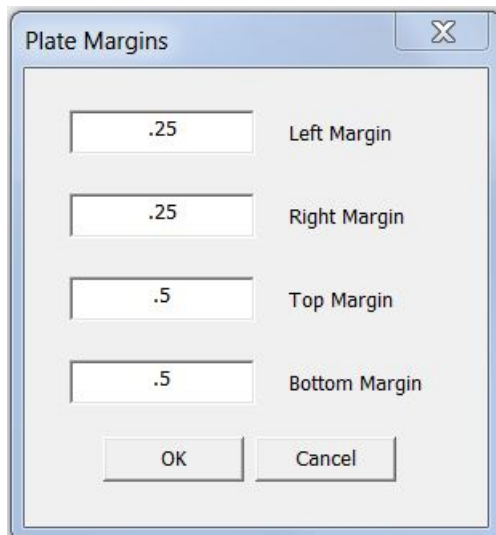 Plate Margins
.25 Left Margin
.25 Right Margin
.5 Top Margin
.5 Bottom Margin
OK Cancel